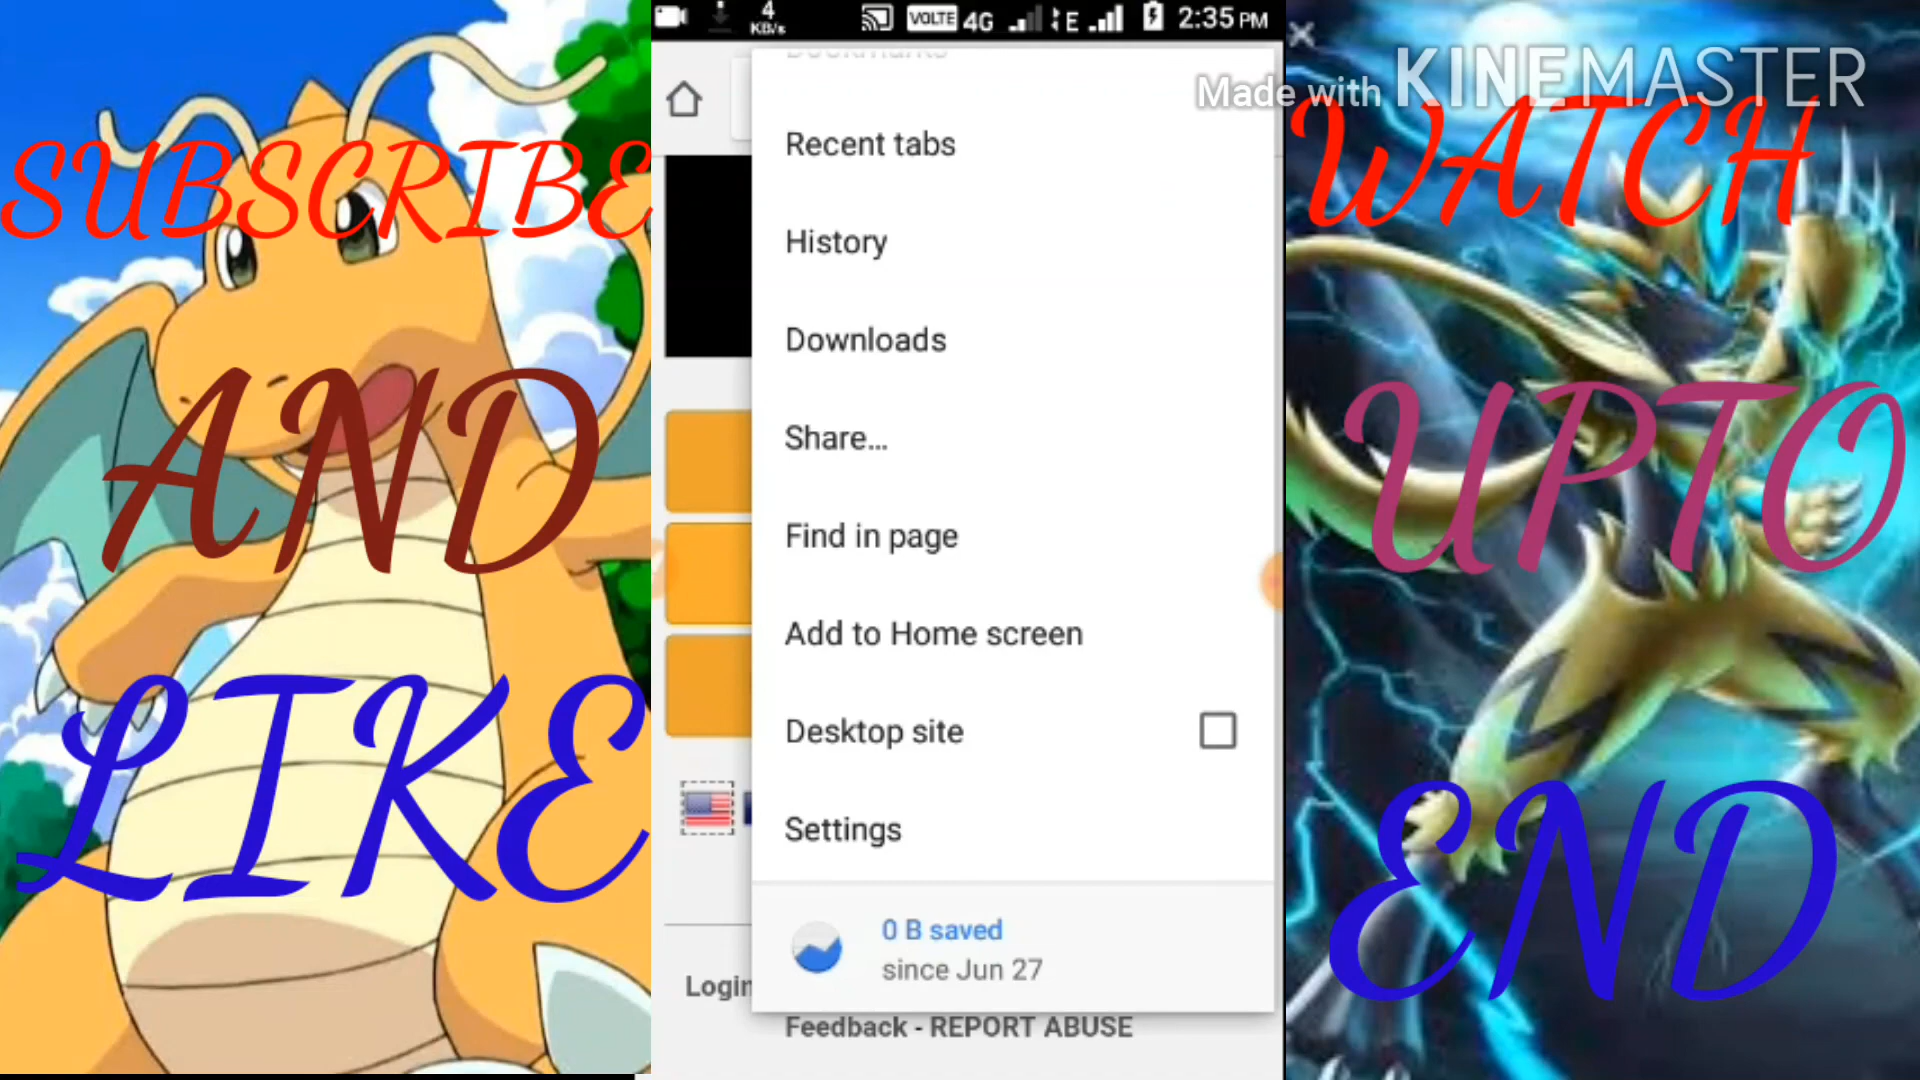 SUBSCRIBE
AND
LIKE
4
KB/s
VOLTE 4G E 2:35 PM
Bookmarks
Recent tabs
History
Downloads
Share...
Find in page
Add to Home screen
Desktop site
Settings
0 B saved
since Jun 27
Login
Feedback - REPORT ABUSE
Made with KINEMASTER
WATCH
UPTO
END